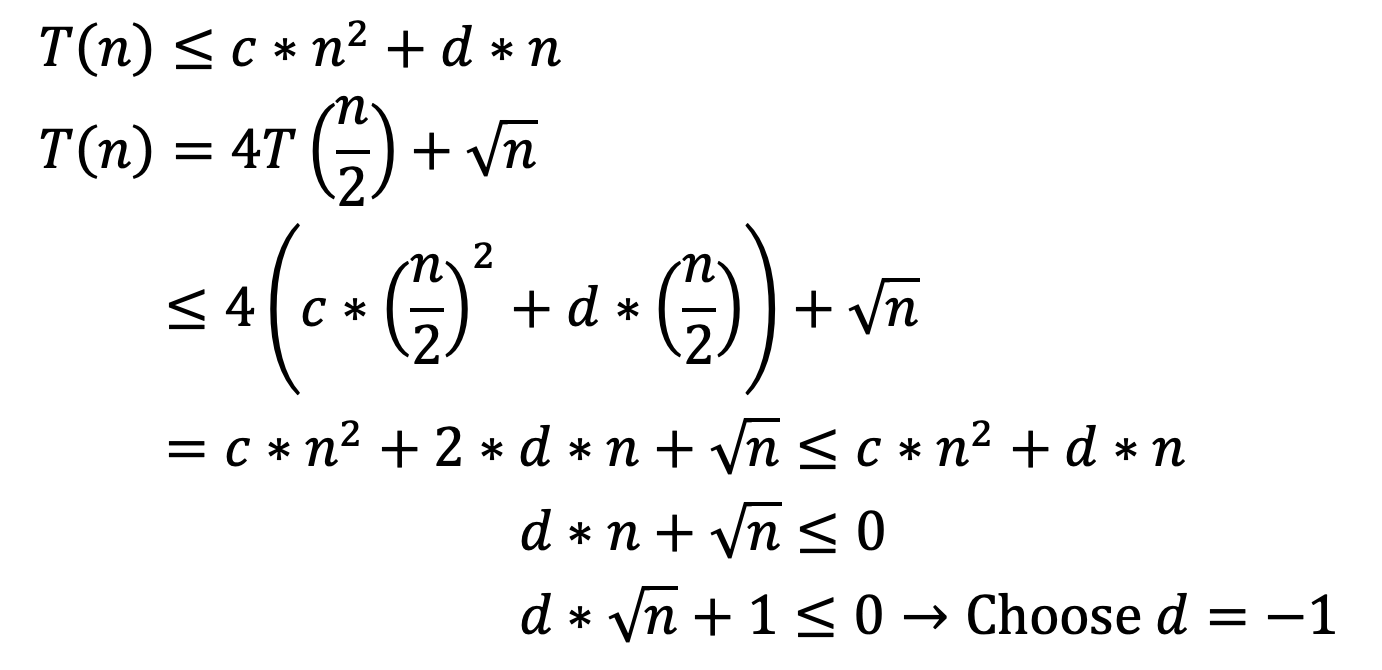 T(n) ≤ c * n² + d * n
T(n) = 4T(n/2) + √n
≤ 4(c * (n/2)² + d * (n/2)) + √n
= c * n² + 2 * d * n + √n ≤ c * n² + d * n
d * n + √n ≤ 0
d * √n + 1 ≤ 0 → Choose d = −1